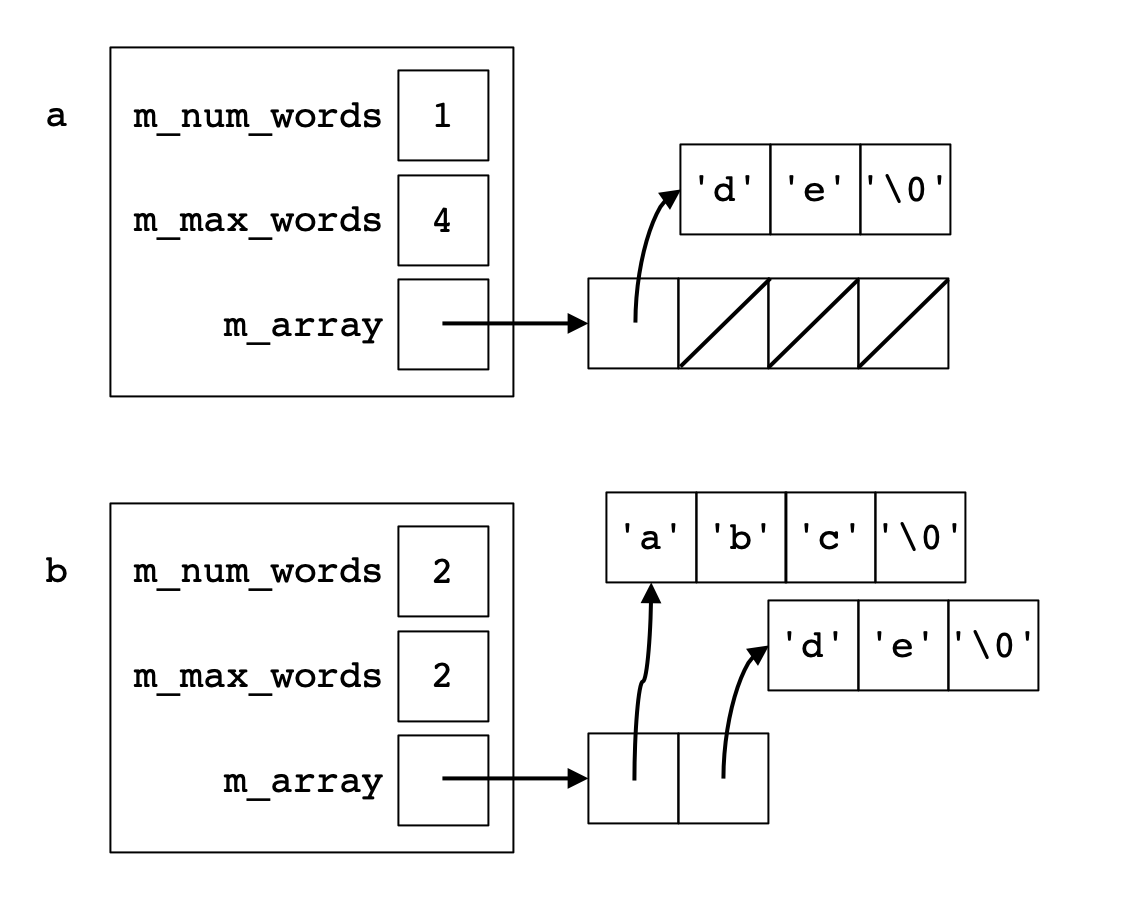 a m_num_words 1
'd' 'e' '\0'
m_max_words 4
m_array
'a' 'b' 'c' '\0'
b m_num_words 2
'd' 'e' '\0'
m_max_words 2
m_array